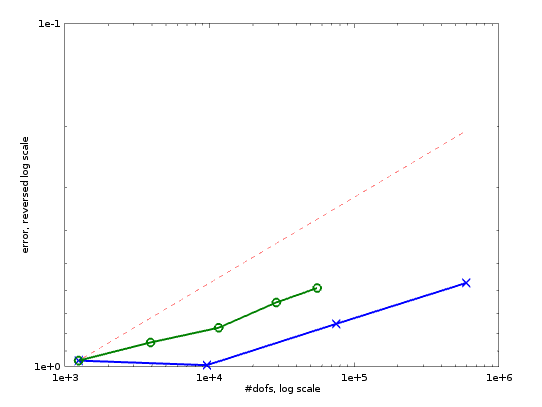 1e-1
error, reversed log scale
1e+0
1e+3
1e+4
1e+5
1e+6
#dofs, log scale